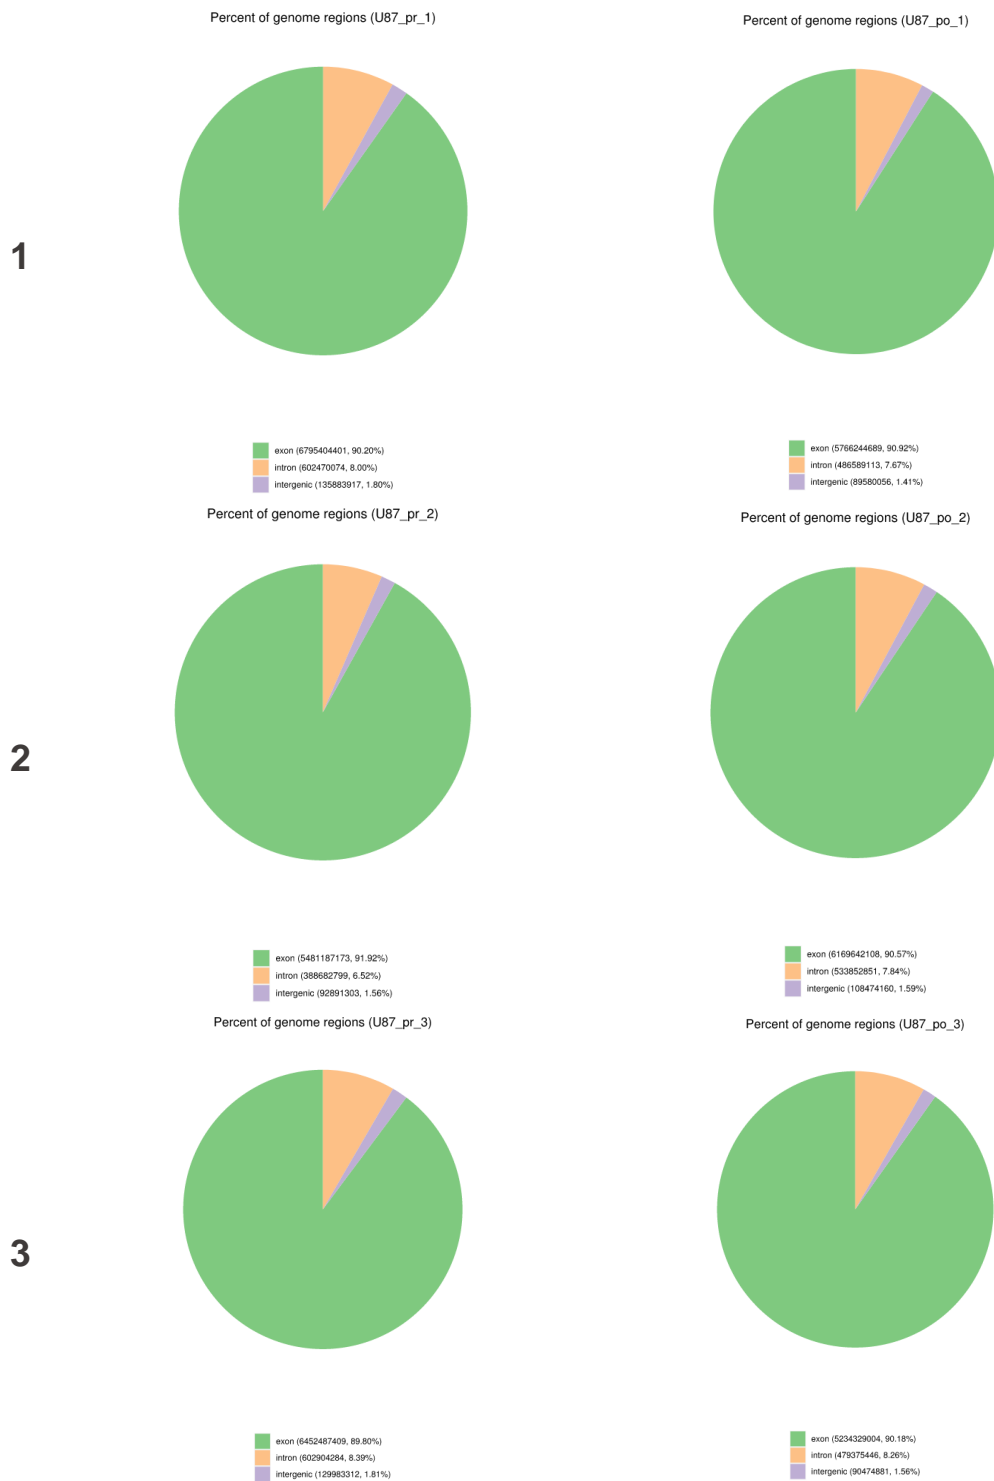 Percent of genome regions (U87_pr_1)
Percent of genome regions (U87_po_1)
1
exon (6795404401, 90.20%)
intron (602470074, 8.00%)
intergenic (135883917, 1.80%)
exon (5766244689, 90.92%)
intron (486589113, 7.67%)
intergenic (89580056, 1.41%)
Percent of genome regions (U87_pr_2)
Percent of genome regions (U87_po_2)
2
exon (5481187173, 91.92%)
intron (388682799, 6.52%)
intergenic (92891303, 1.56%)
exon (6169642108, 90.57%)
intron (533852851, 7.84%)
intergenic (108474160, 1.59%)
Percent of genome regions (U87_pr_3)
Percent of genome regions (U87_po_3)
3
exon (6452487409, 89.80%)
intron (602904284, 8.39%)
intergenic (129983312, 1.81%)
exon (5234329004, 90.18%)
intron (479375446, 8.26%)
intergenic (90474881, 1.56%)